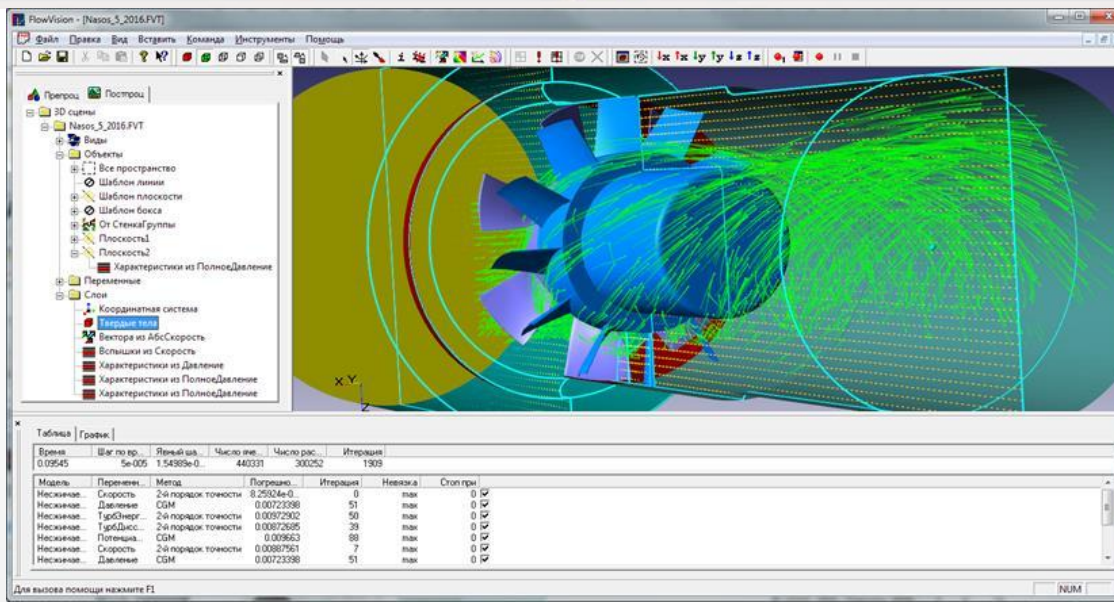 FlowVision - [Nasos_5_2016.FVT]
Файл Правка Вид Вставить Команда Инструменты Помощь
Препроц Постпроц
3D сцены
Nasos_5_2016.FVT
Виды
Объекты
Все пространство
Шаблон линии
Шаблон плоскости
Шаблон бокса
От СтенкаГруппы
Плоскость1
Плоскость2
Характеристики из ПолноеДавление
Переменные
Слои
Координатная система
Твердые тела
Вектора из АбсСкорость
Вспышки из Скорость
Характеристики из Давление
Характеристики из ПолноеДавление
Характеристики из ПолноеДавление
X Y
Z
Таблица График
Время Шаг по вр... Явный ша... Число яче... Число рас... Итерация
0.09545 5e-005 1.54989e-0... 440331 300252 1909
Модель Переменн... Метод Погрешно... Итерация Невязка Стоп при
Несжимае... Скорость 2-й порядок точности 8.25924e-0... 0 max 0
Несжимае... Давление CGM 0.00723398 51 max 0
Несжимае... ТурбЭнерг... 2-й порядок точности 0.00972902 50 max 0
Несжимае... ТурбДисс... 2-й порядок точности 0.00872685 39 max 0
Несжимае... Потенциа... CGM 0.009663 88 max 0
Несжимае... Скорость 2-й порядок точности 0.00887561 7 max 0
Несжимае... Давление CGM 0.00723398 51 max 0
Для вызова помощи нажмите F1 NUM